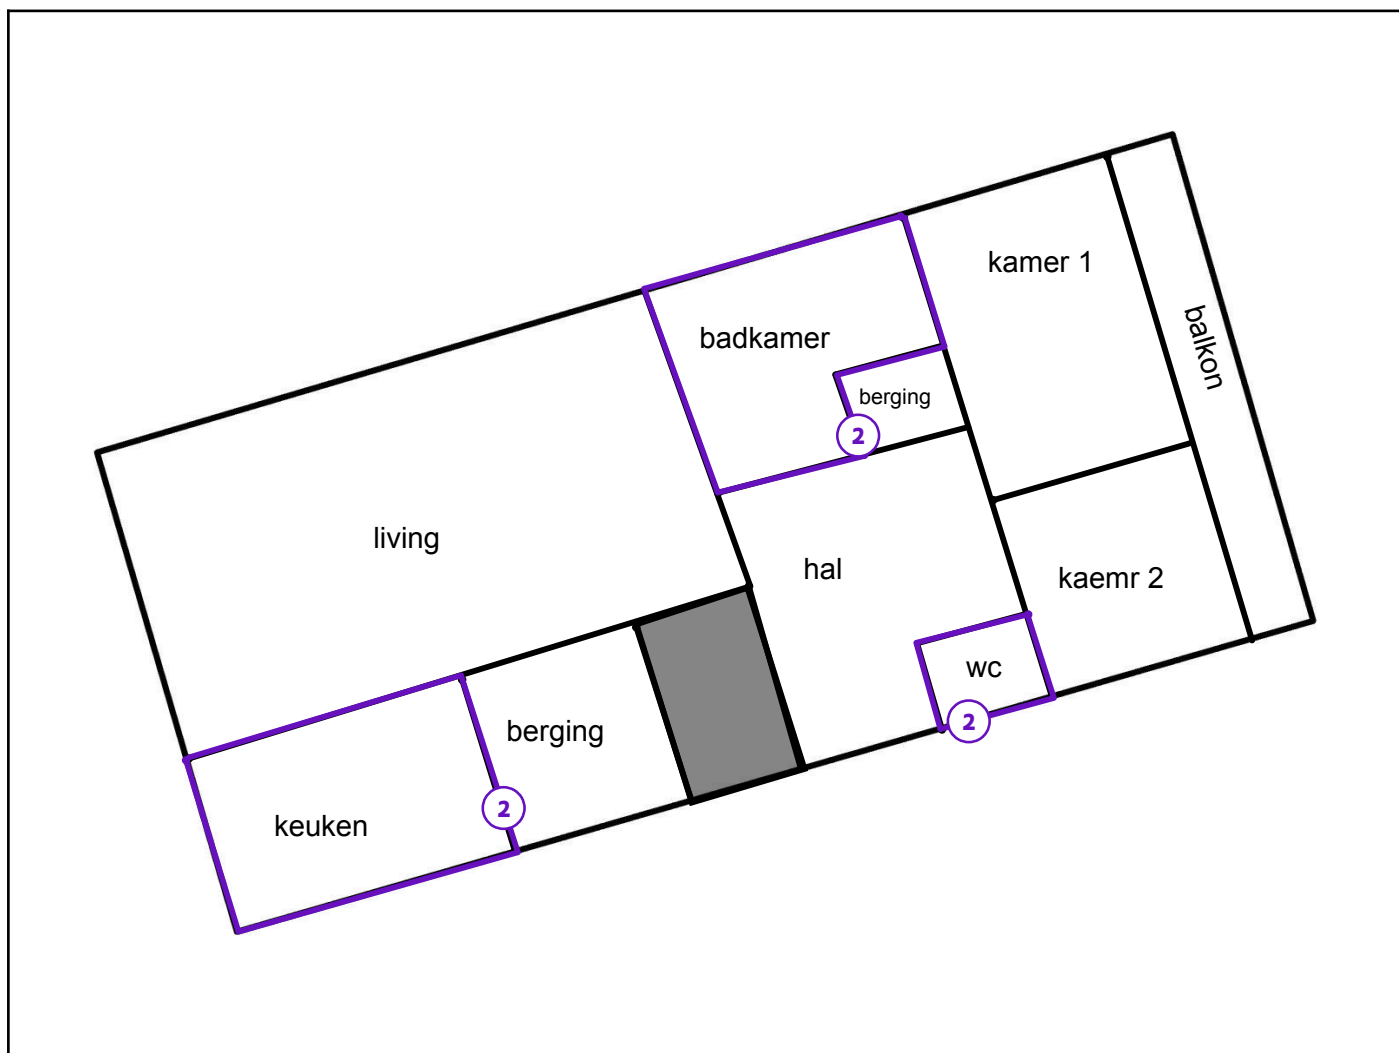 kamer 1
balkon
badkamer
berging
2
living
hal
kaemr 2
wc
2
berging
2
keuken